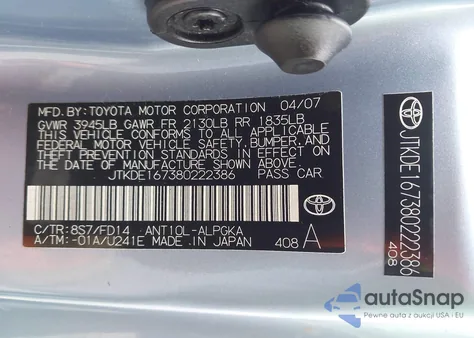 MFD. BY: TOYOTA MOTOR CORPORATION 04/07
GVWR 3945LB GAWR FR 2130LB RR 1835LB
THIS VEHICLE CONFORMS TO ALL APPLICABLE
FEDERAL MOTOR VEHICLE SAFETY, BUMPER, AND
THEFT PREVENTION STANDARDS IN EFFECT ON
THE DATE OF MANUFACTURE SHOWN ABOVE.
JTKDE167380222386 PASS CAR
C/TR: 8S7/FD14 ANT10L-ALPGKA
A/TM: -01A/U241E MADE IN JAPAN 408 A
JTKDE167380222386
408
autoSnap
Pewne auta z aukcji USA i EU